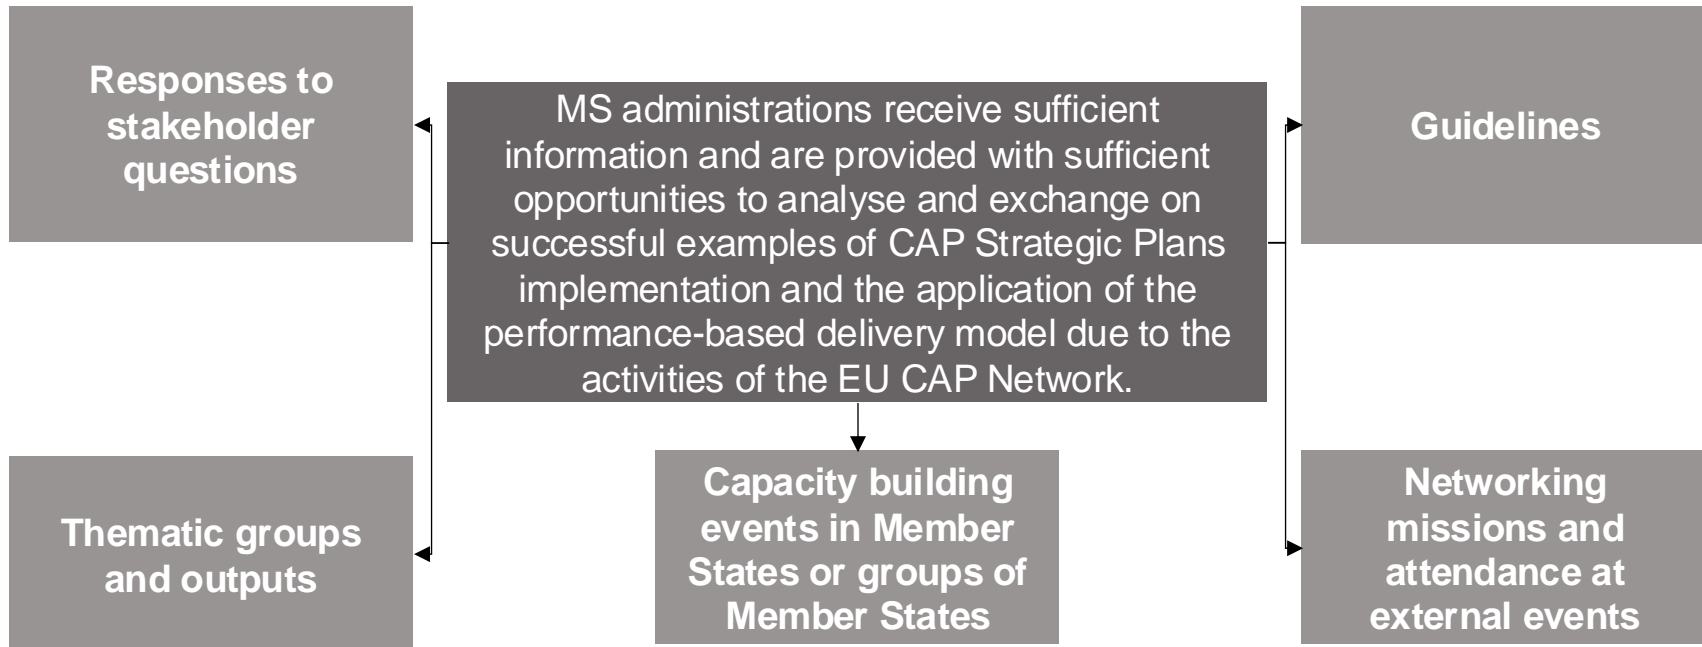 Responses to
stakeholder
questions
MS administrations receive sufficient
information and are provided with sufficient
opportunities to analyse and exchange on
successful examples of CAP Strategic Plans
implementation and the application of the
performance-based delivery model due to the
activities of the EU CAP Network.
Guidelines
Thematic groups
and outputs
Capacity building
events in Member
States or groups of
Member States
Networking
missions and
attendance at
external events